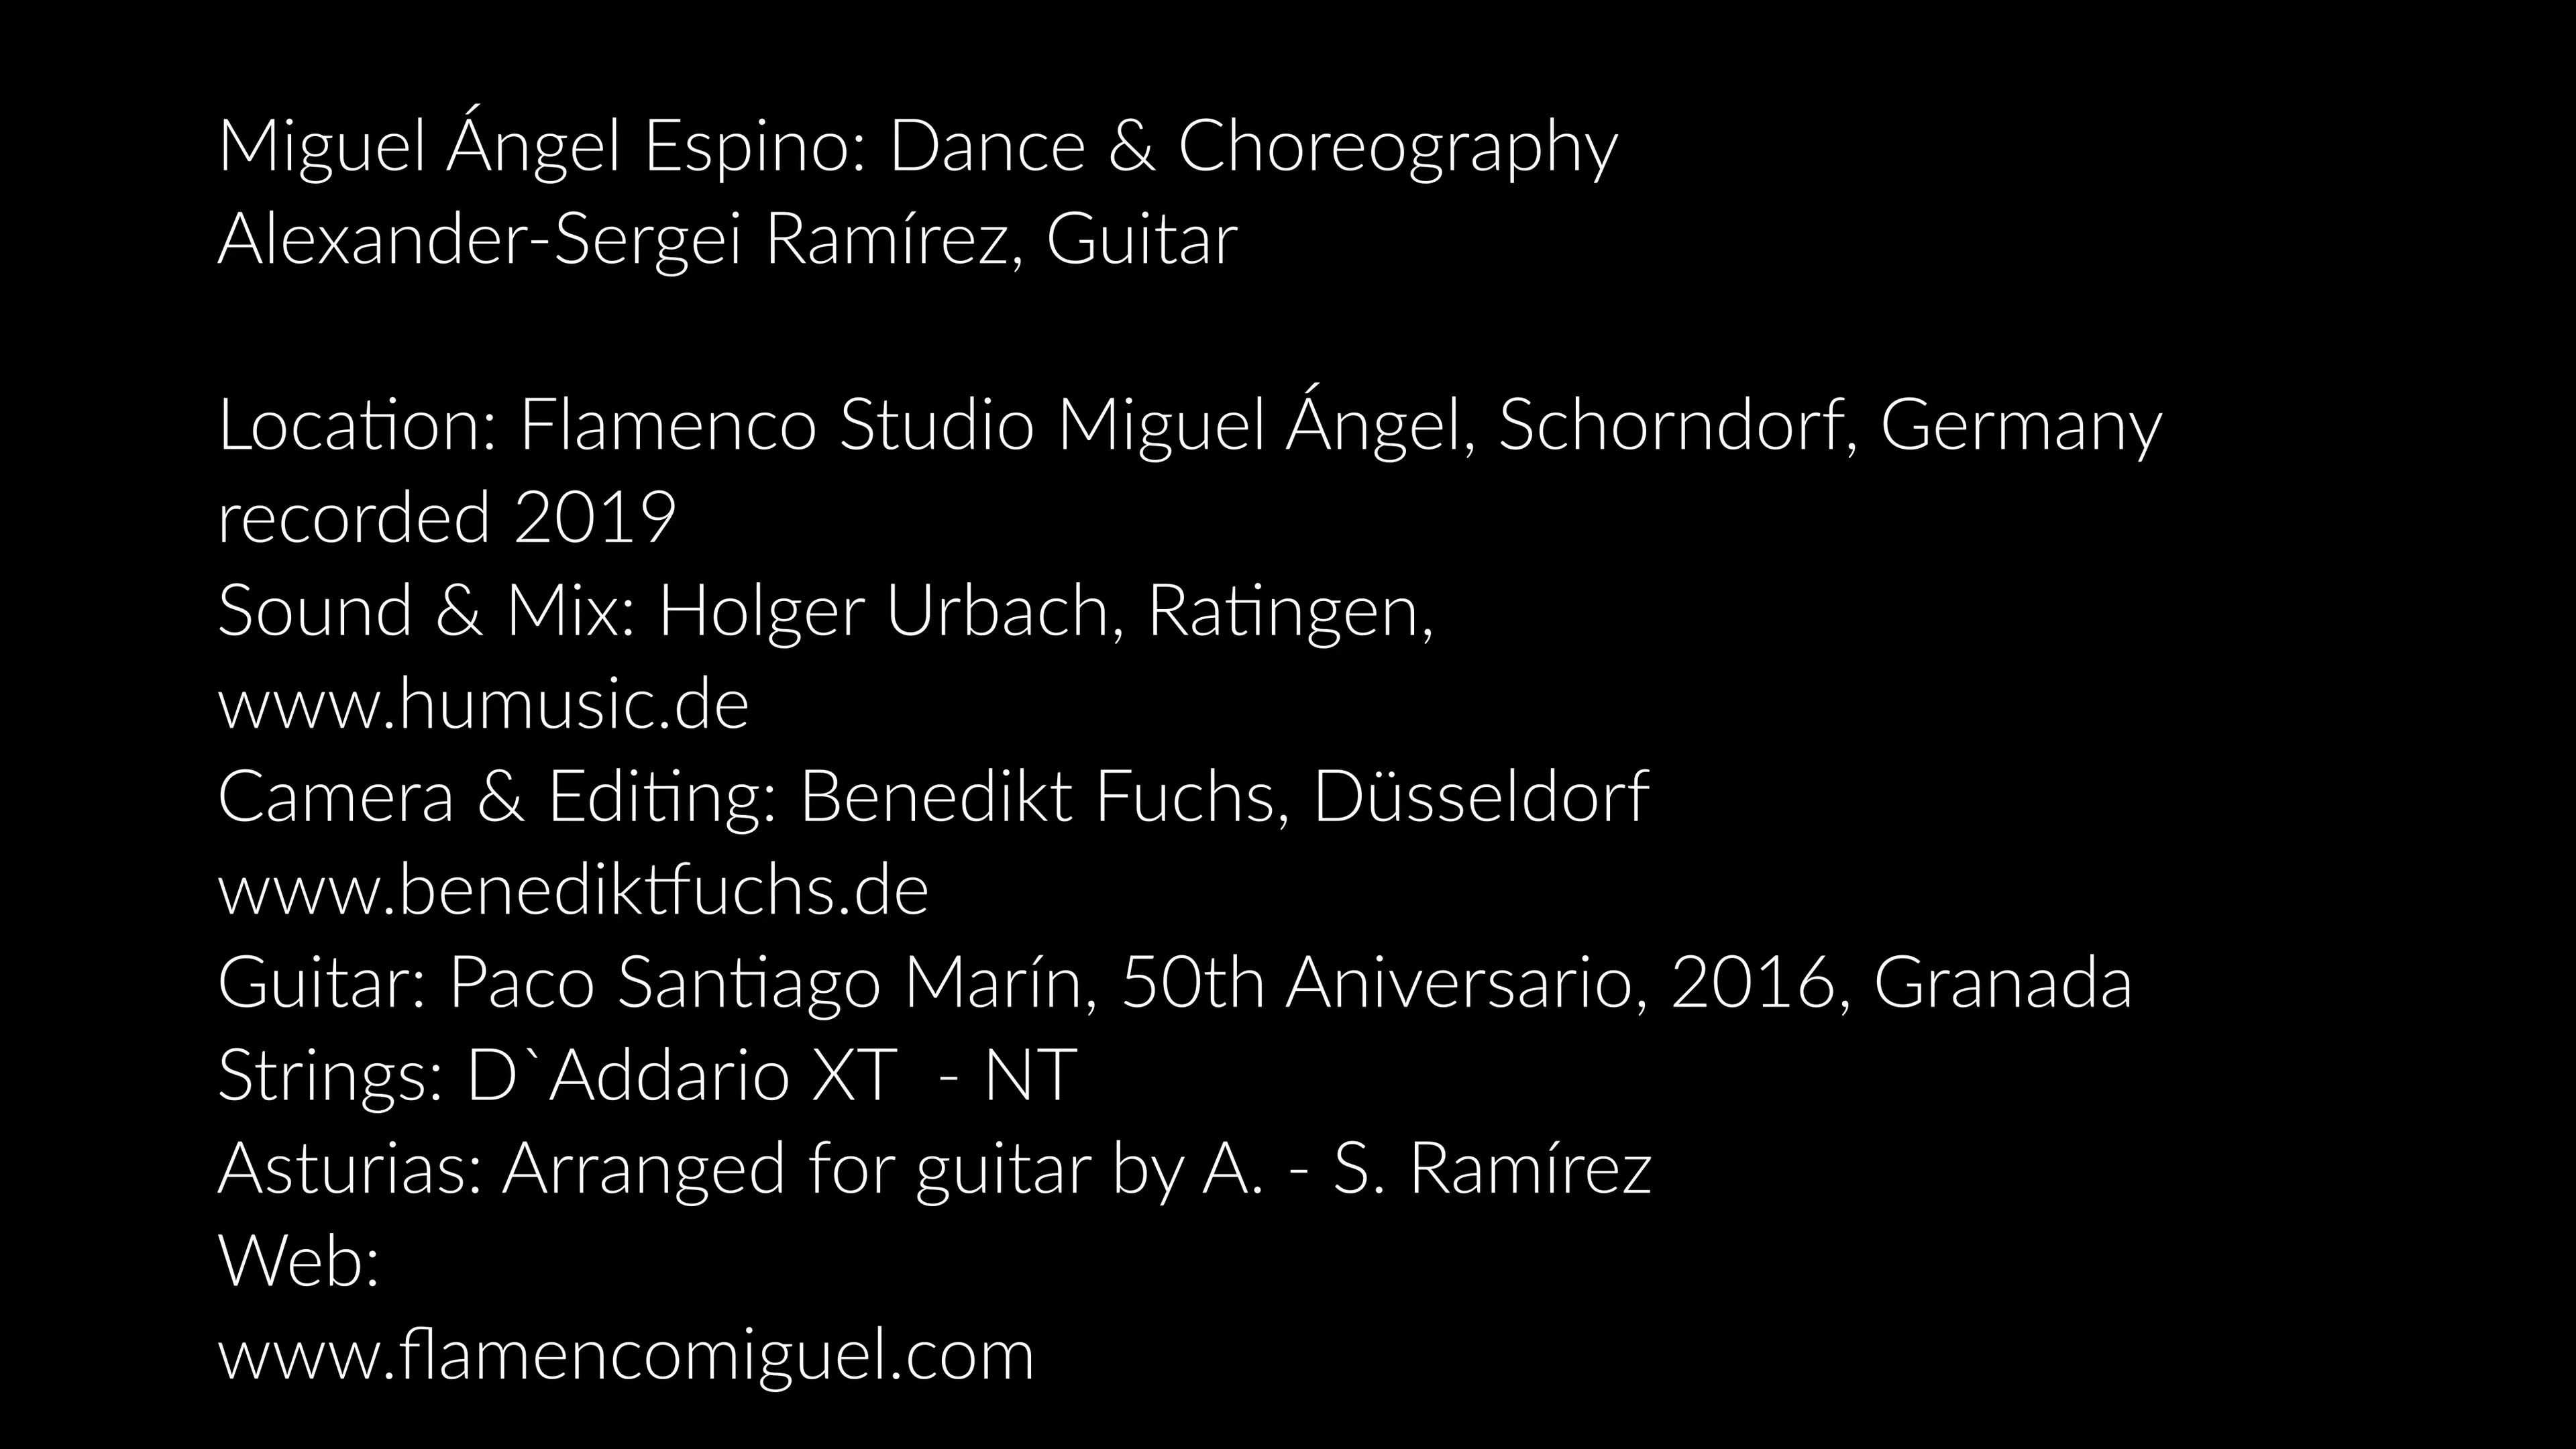 Miguel Ángel Espino: Dance & Choreography
Alexander-Sergei Ramírez, Guitar
Location: Flamenco Studio Miguel Ángel, Schorndorf, Germany
recorded 2019
Sound & Mix: Holger Urbach, Ratingen,
www.humusic.de
Camera & Editing: Benedikt Fuchs, Düsseldorf
www.benediktfuchs.de
Guitar: Paco Santiago Marín, 50th Aniversario, 2016, Granada
Strings: D`Addario XT  - NT
Asturias: Arranged for guitar by A. - S. Ramírez
Web:
www.flamencomiguel.com